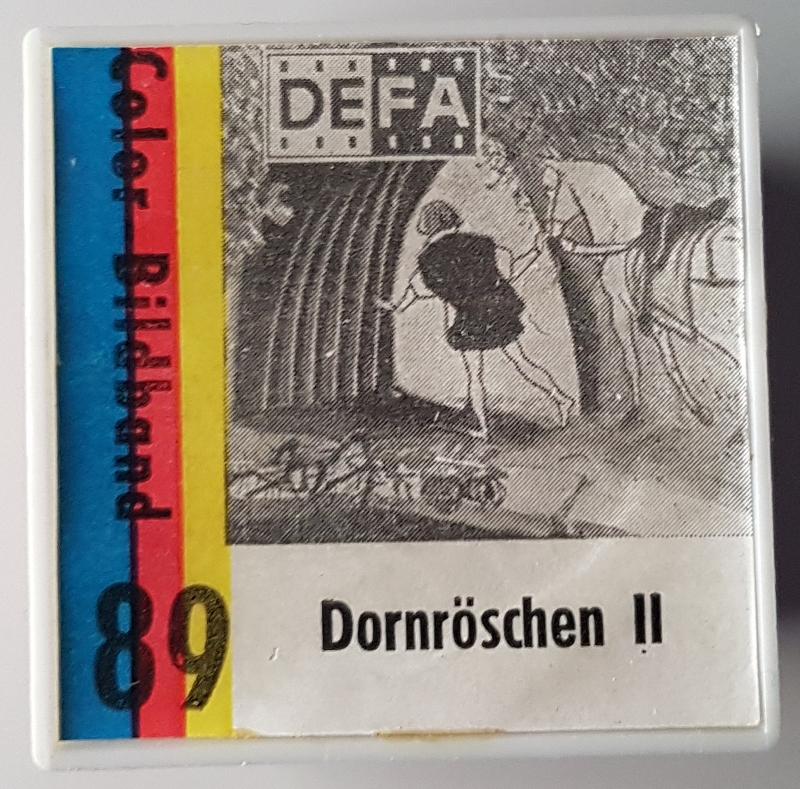 DEFA
Color Bildband
89
Dornröschen II